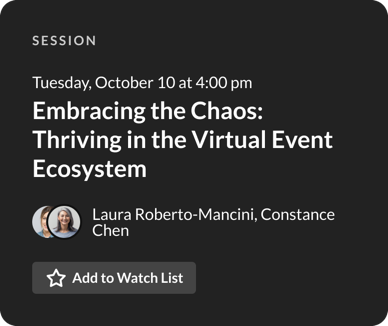 SESSION
Tuesday, October 10 at 4:00 pm
Embracing the Chaos:
Thriving in the Virtual Event
Ecosystem
Laura Roberto-Mancini, Constance
Chen
Add to Watch List